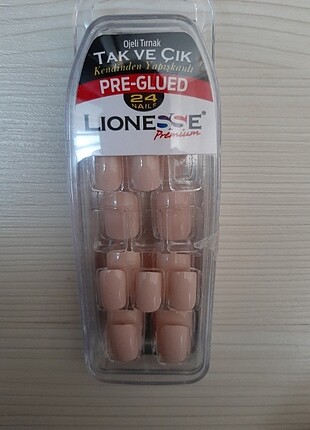 Ojeli Tırnak
TAK VE ÇIK
Kendinden Yapışkanlı
PRE-GLUED
24
NAILS
LIONESSE®
Premium